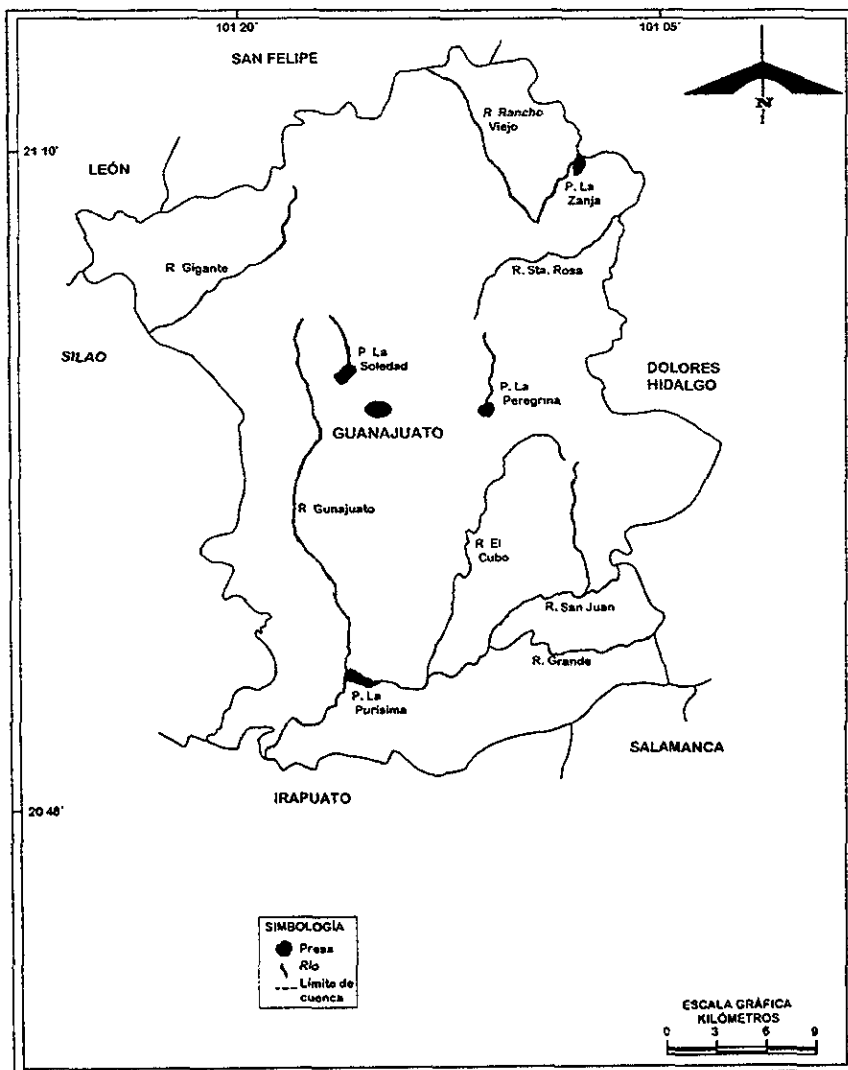 101 20'
101 05'
SAN FELIPE
N
R. Rancho
Viejo
21 10'
LEÓN
P. La
Zanja
R. Gigante
R. Sta. Rosa
SILAO
P. La
Soledad
DOLORES
HIDALGO
P. La
Peregrina
GUANAJUATO
R. Gunajuato
R. El
Cubo
R. San Juan
R. Grande
P. La
Purísima
SALAMANCA
IRAPUATO
20 48'
SIMBOLOGÍA
Presa
Río
Límite de
cuenca
ESCALA GRÁFICA
KILÓMETROS
0 3 6 9